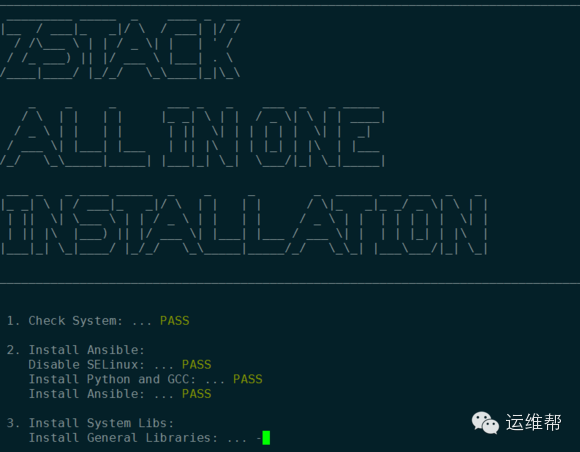 ZSTACK
ALL IN ONE
INSTALLATION
1. Check System: ... PASS
2. Install Ansible:
Disable SELinux: ... PASS
Install Python and GCC: ... PASS
Install Ansible: ... PASS
3. Install System Libs:
Install General Libraries: ... -
运维帮